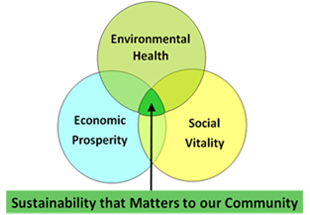 Environmental
Health
Economic
Prosperity
Social
Vitality
Sustainability that Matters to our Community